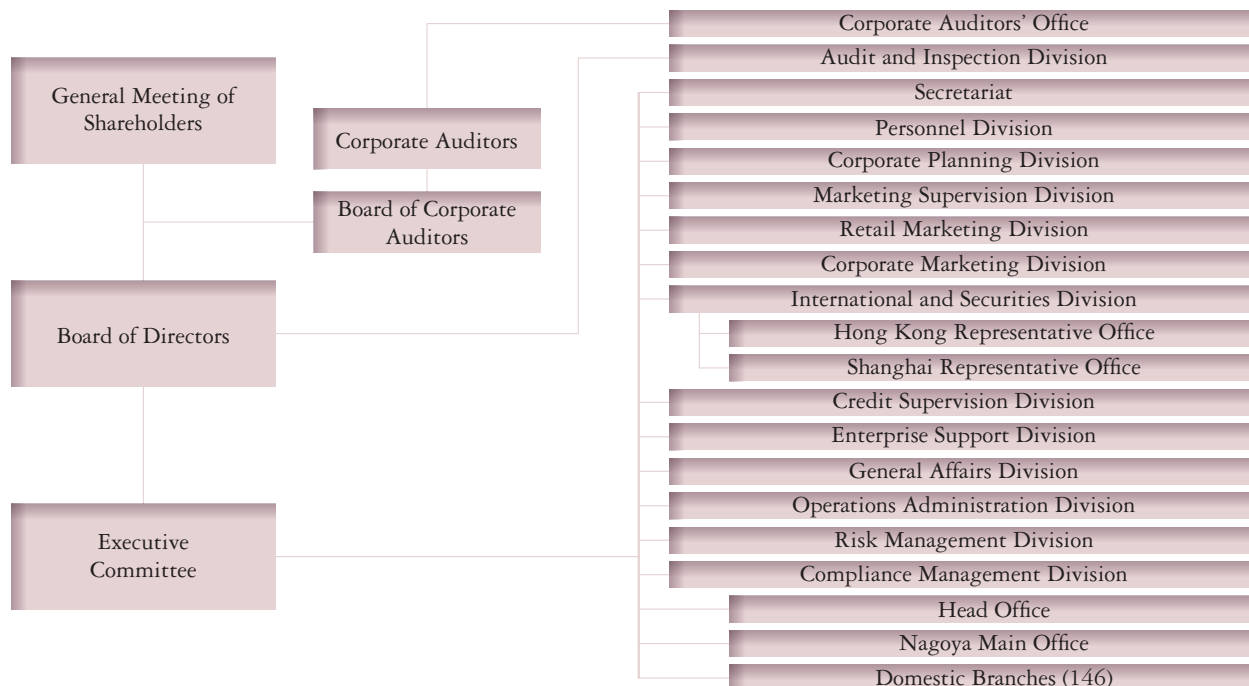 General Meeting of
Shareholders
Board of Directors
Executive
Committee
Corporate Auditors
Board of Corporate
Auditors
Corporate Auditors’ Office
Audit and Inspection Division
Secretariat
Personnel Division
Corporate Planning Division
Marketing Supervision Division
Retail Marketing Division
Corporate Marketing Division
International and Securities Division
Hong Kong Representative Office
Shanghai Representative Office
Credit Supervision Division
Enterprise Support Division
General Affairs Division
Operations Administration Division
Risk Management Division
Compliance Management Division
Head Office
Nagoya Main Office
Domestic Branches (146)